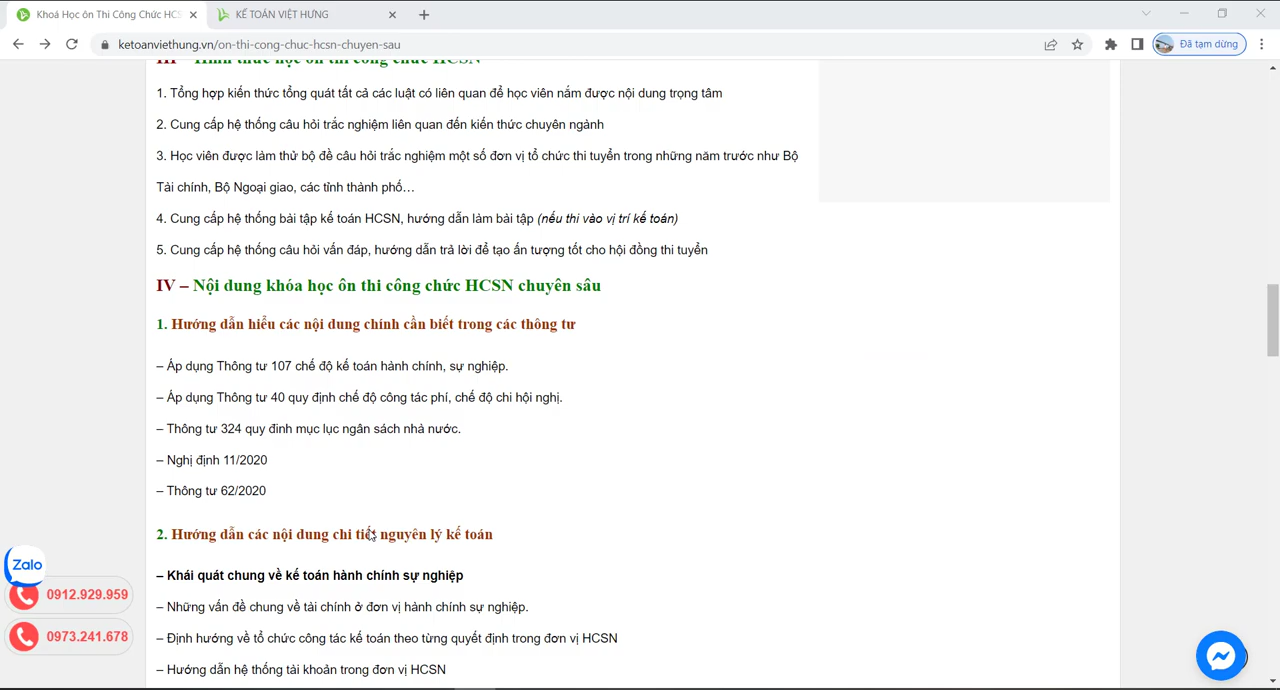 Khoá Học ôn Thi Công Chức HCS
KẾ TOÁN VIỆT HƯNG
ketoanviethung.vn/on-thi-cong-chuc-hcsn-chuyen-sau
Đã tạm dừng
III – Hình thức học ôn thi công chức HCSN
1. Tổng hợp kiến thức tổng quát tất cả các luật có liên quan để học viên nắm được nội dung trọng tâm
2. Cung cấp hệ thống câu hỏi trắc nghiệm liên quan đến kiến thức chuyên ngành
3. Học viên được làm thử bộ đề câu hỏi trắc nghiệm một số đơn vị tổ chức thi tuyển trong những năm trước như Bộ
Tài chính, Bộ Ngoại giao, các tỉnh thành phố…
4. Cung cấp hệ thống bài tập kế toán HCSN, hướng dẫn làm bài tập (nếu thi vào vị trí kế toán)
5. Cung cấp hệ thống câu hỏi vấn đáp, hướng dẫn trả lời để tạo ấn tượng tốt cho hội đồng thi tuyển
IV – Nội dung khóa học ôn thi công chức HCSN chuyên sâu
1. Hướng dẫn hiểu các nội dung chính cần biết trong các thông tư
– Áp dụng Thông tư 107 chế độ kế toán hành chính, sự nghiệp.
– Áp dụng Thông tư 40 quy định chế độ công tác phí, chế độ chi hội nghị.
– Thông tư 324 quy đinh mục lục ngân sách nhà nước.
– Nghị định 11/2020
– Thông tư 62/2020
2. Hướng dẫn các nội dung chi tiết nguyên lý kế toán
– Khái quát chung về kế toán hành chính sự nghiệp
– Những vấn đề chung về tài chính ở đơn vị hành chính sự nghiệp.
– Định hướng về tổ chức công tác kế toán theo từng quyết định trong đơn vị HCSN
– Hướng dẫn hệ thống tài khoản trong đơn vị HCSN
Zalo
0912.929.959
0973.241.678